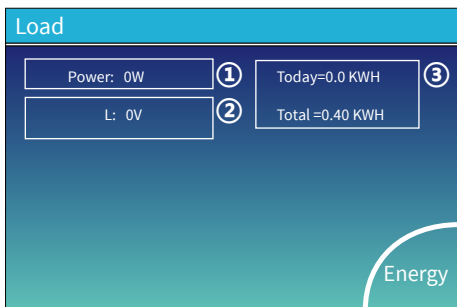 Load
Power: 0W
①
L: 0V
②
Today=0.0 KWH
③
Total =0.40 KWH
Energy